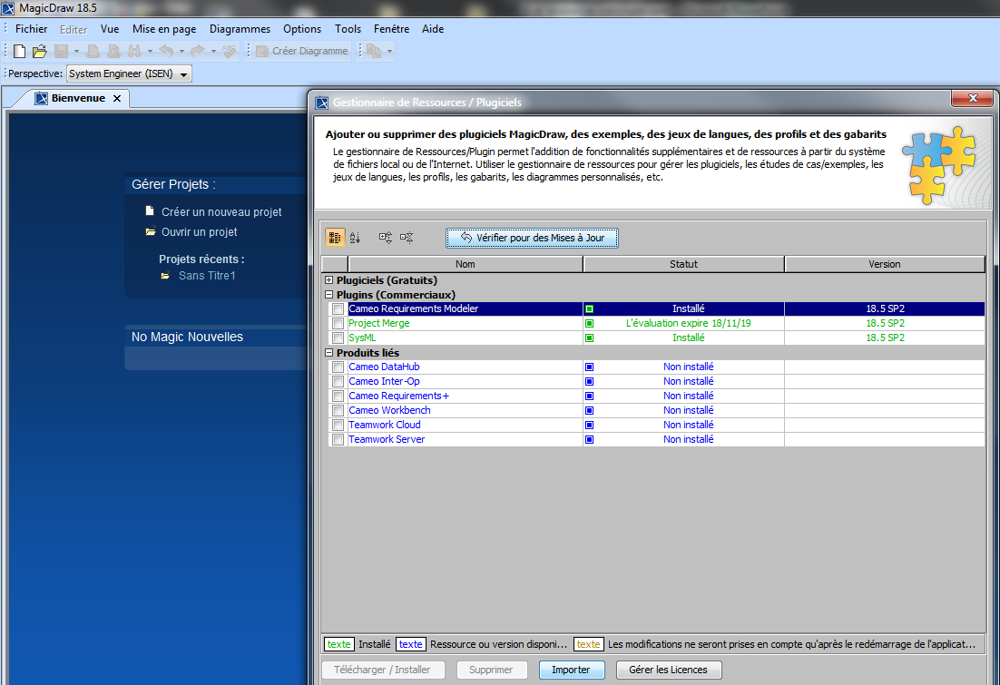 MagicDraw 18.5
Fichier Editer Vue Mise en page Diagrammes Options Tools Fenêtre Aide
Créer Diagramme
Perspective: System Engineer (ISEN)
Bienvenue
Gérer Projets :
Créer un nouveau projet
Ouvrir un projet
Projets récents :
Sans Titre1
No Magic Nouvelles
Gestionnaire de Ressources / Plugiciels
Ajouter ou supprimer des plugiciels MagicDraw, des exemples, des jeux de langues, des profils et des gabarits
Le gestionnaire de Ressources/Plugin permet l'addition de fonctionnalités supplémentaires et de ressources à partir du système
de fichiers local ou de l'Internet. Utiliser le gestionnaire de ressources pour gérer les plugiciels, les études de cas/exemples, les
jeux de langues, les profils, les gabarits, les diagrammes personnalisés, etc.
Vérifier pour des Mises à Jour
Nom Statut Version
Plugiciels (Gratuits)
Plugins (Commerciaux)
Cameo Requirements Modeler Installé 18.5 SP2
Project Merge L'évaluation expire 18/11/19 18.5 SP2
SysML Installé 18.5 SP2
Produits liés
Cameo DataHub Non installé
Cameo Inter-Op Non installé
Cameo Requirements+ Non installé
Cameo Workbench Non installé
Teamwork Cloud Non installé
Teamwork Server Non installé
texte Installé texte Ressource ou version disponi... texte Les modifications ne seront prises en compte qu'après le redémarrage de l'applicat...
Télécharger / Installer Supprimer Importer Gérer les Licences